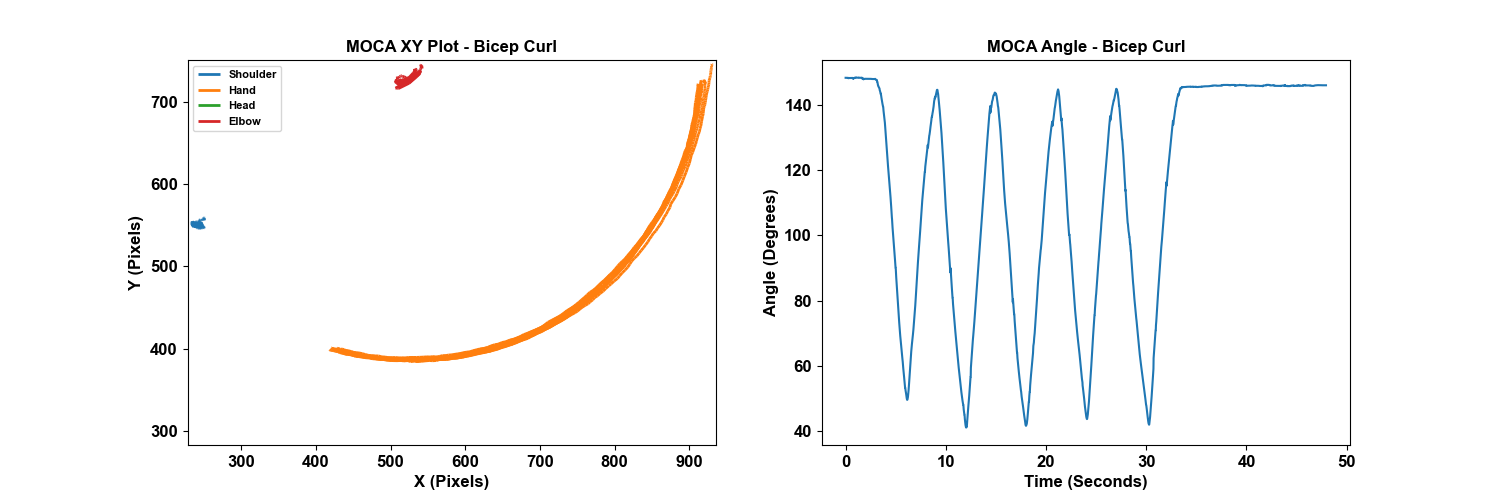 MOCA XY Plot - Bicep Curl
Shoulder
Hand
Head
Elbow
700
600
500
400
300
Y (Pixels)
300 400 500 600 700 800 900
X (Pixels)
MOCA Angle - Bicep Curl
140
120
100
80
60
40
Angle (Degrees)
0 10 20 30 40 50
Time (Seconds)